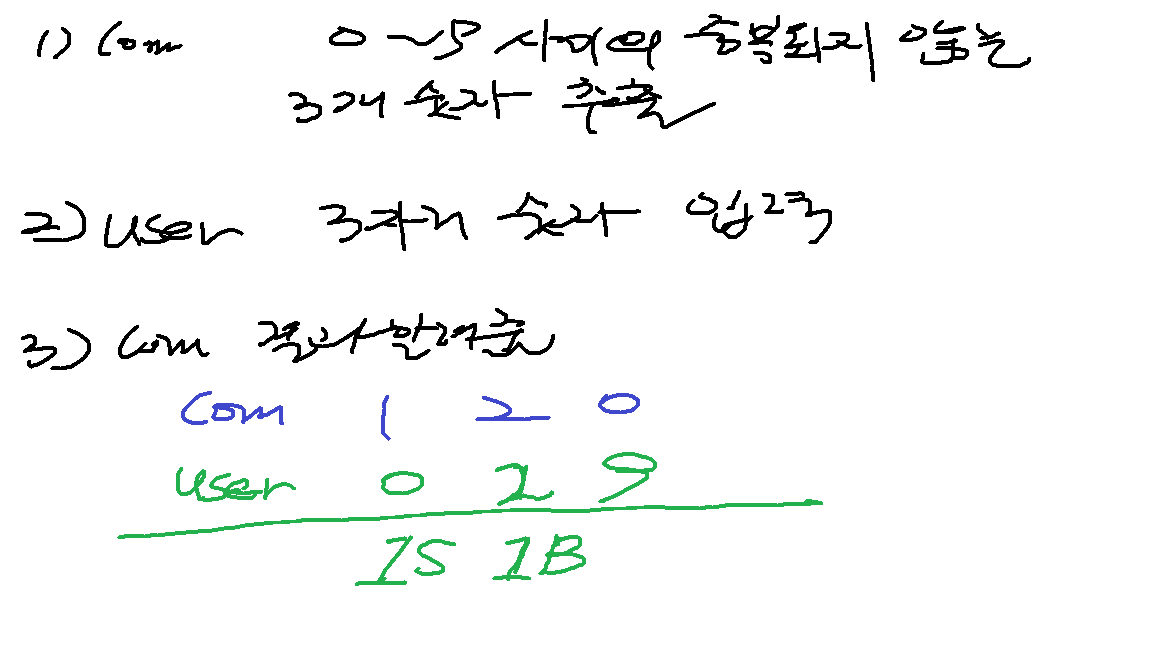 1) Com 0~9 사이의 중복되지 않는
3개 숫자 추출
2) user 3자리 숫자 입력
3) Com 결과알려줌
Com 1 2 0
user 0 2 9
1S 1B